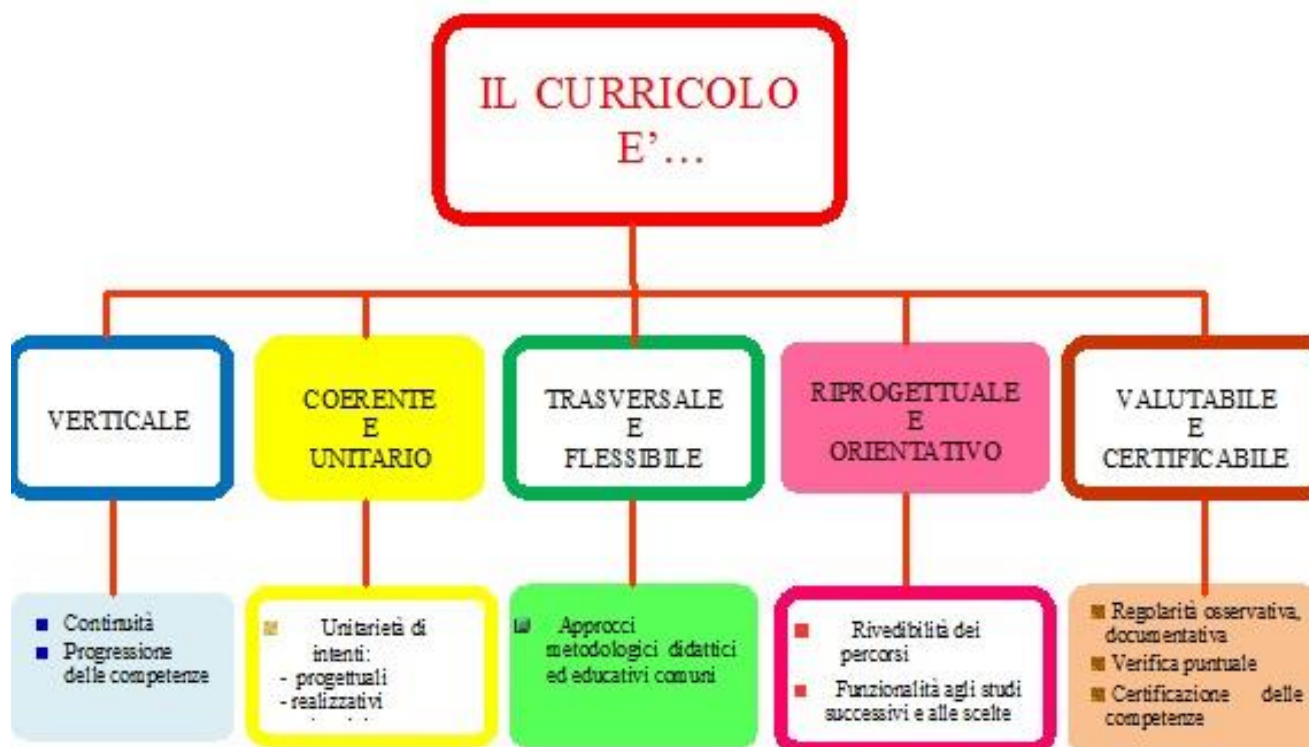 IL CURRICOLO
E’...
VERTICALE
COERENTE
E
UNITARIO
TRASVERSALE
E
FLESSIBILE
RIPROGETTUALE
E
ORIENTATIVO
VALUTABILE
E
CERTIFICABILE
Continuità
Progressione
delle competenze
Unitarietà di
intenti:
- progettuali
- realizzativi
Approcci
metodologici didattici
ed educativi comuni
Rivedibilità dei
percorsi
Funzionalità agli studi
successivi e alle scelte
Regolarità osservativa,
documentativa
Verifica puntuale
Certificazione delle
competenze